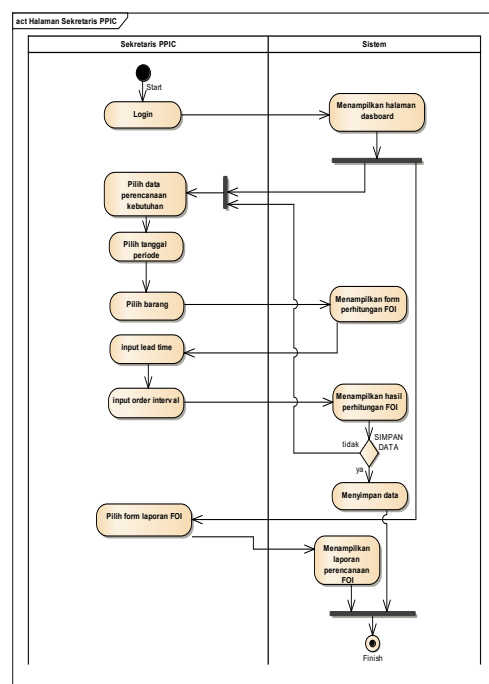 act Halaman Sekretaris PPIC
Sekretaris PPIC
Sistem
Start
Login
Menampilkan halaman
dasboard
Pilih data
perencanaan
kebutuhan
Pilih tanggal
periode
Pilih barang
Menampilkan form
perhitungan FOI
input lead time
input order interval
Menampilkan hasil
perhitungan FOI
tidak
SIMPAN
DATA
ya
Menyimpan data
Pilih form laporan FOI
Menampilkan
laporan
perencanaan
FOI
Finish